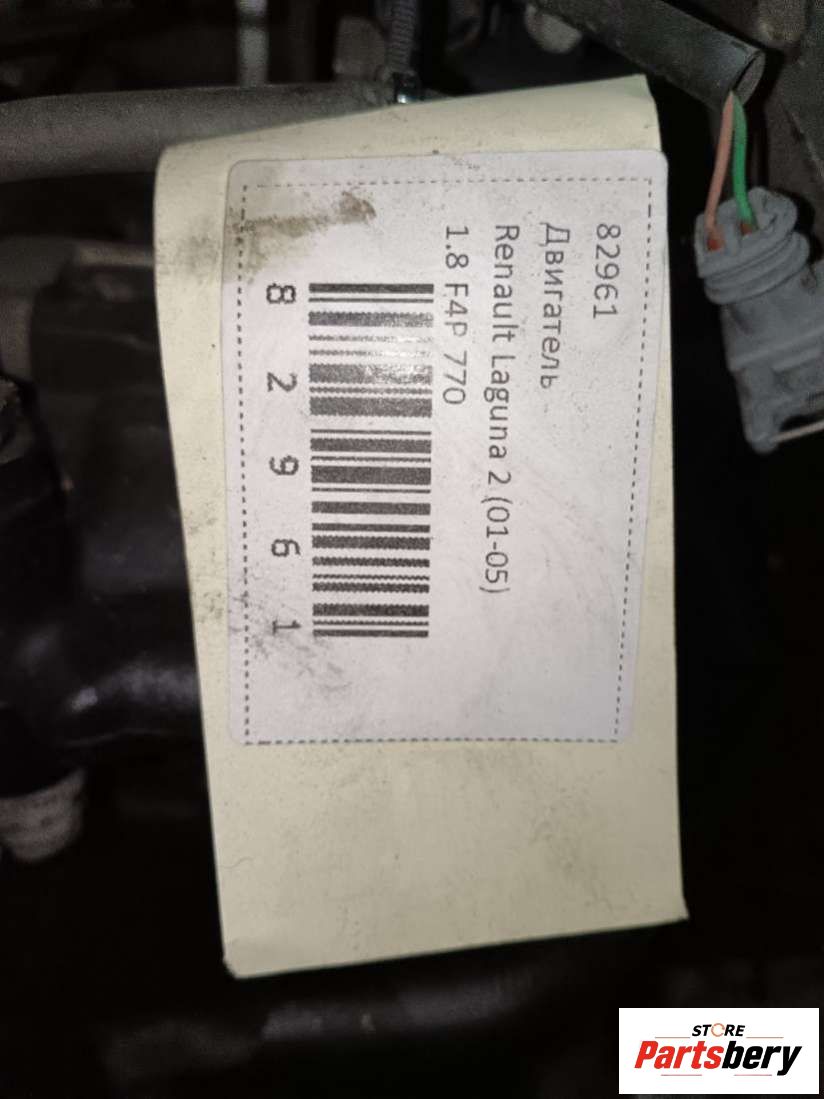 82961
Двигатель
Renault Laguna 2 (01-05)
1.8 F4P 770
8 2 9 6 1
STORE
Partsbery